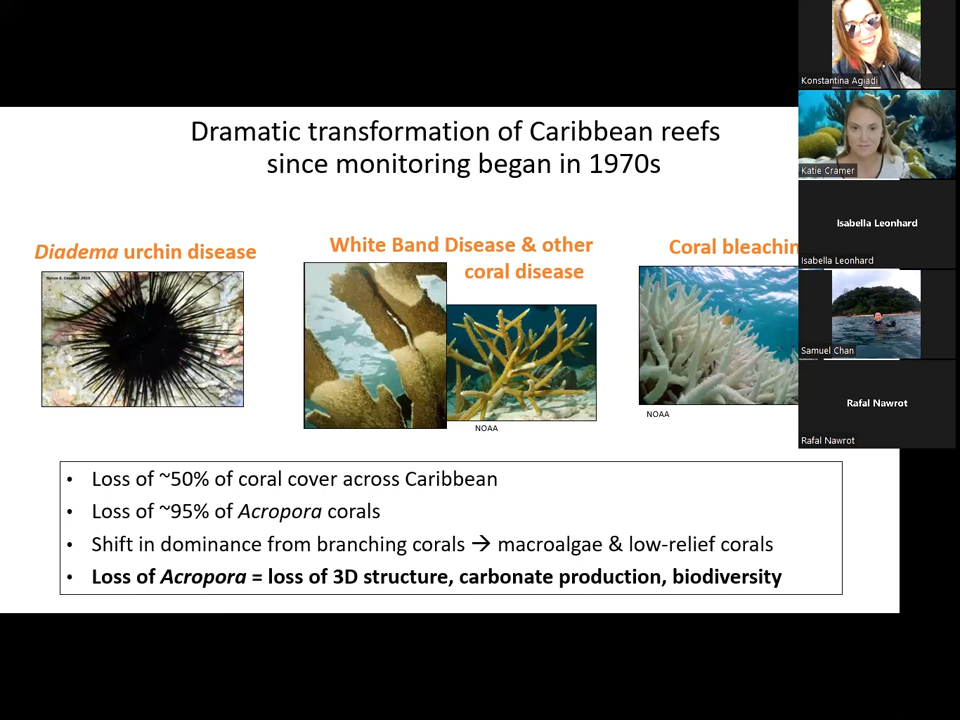 Dramatic transformation of Caribbean reefs
since monitoring began in 1970s
Diadema urchin disease
White Band Disease & other
coral disease
Coral bleachin
NOAA
NOAA
• Loss of ~50% of coral cover across Caribbean
• Loss of ~95% of Acropora corals
• Shift in dominance from branching corals → macroalgae & low-relief corals
• Loss of Acropora = loss of 3D structure, carbonate production, biodiversity
Konstantina Agiadi
Katie Cramer
Isabella Leonhard
Isabella Leonhard
Samuel Chan
Rafal Nawrot
Rafal Nawrot